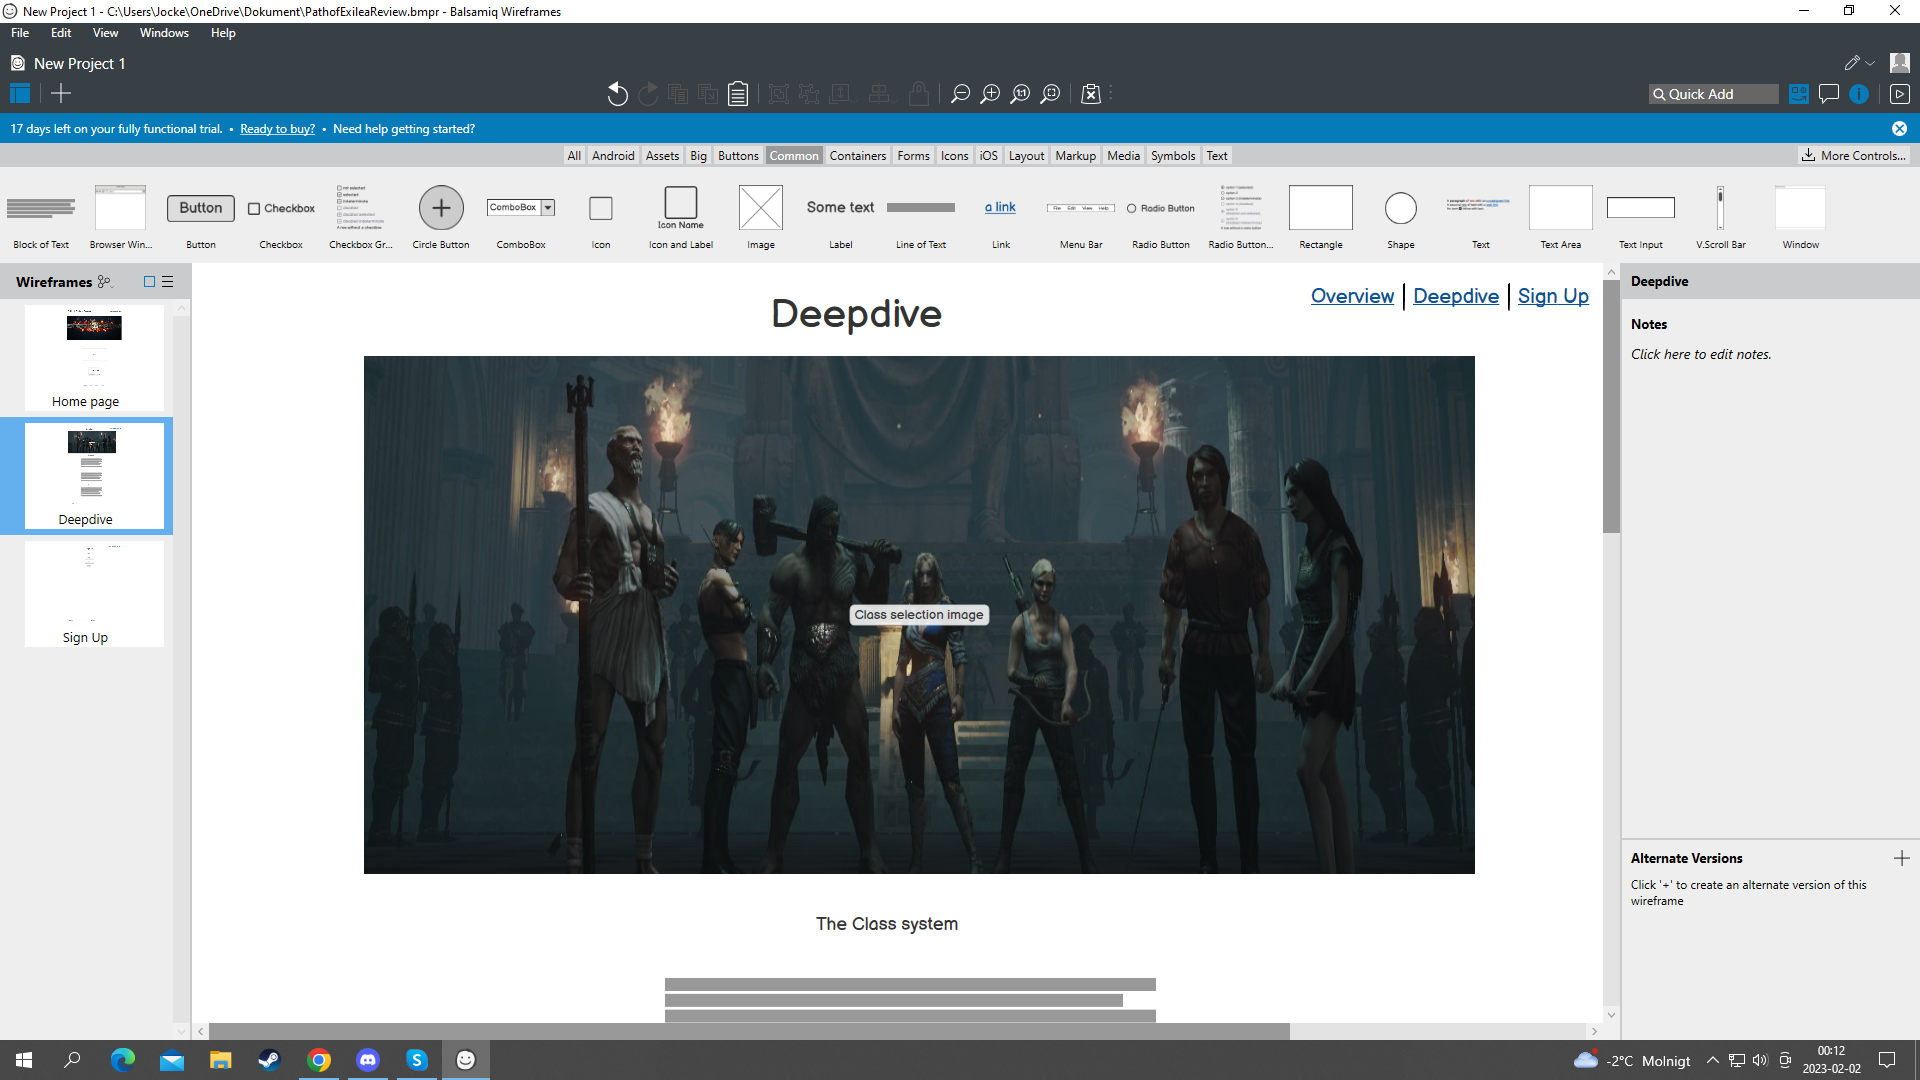 New Project 1 - C:\Users\Jocke\OneDrive\Dokument\PathofExileaReview.bmpr - Balsamiq Wireframes
File Edit View Windows Help
New Project 1
Quick Add
17 days left on your fully functional trial. • Ready to buy? • Need help getting started?
All Android Assets Big Buttons Common Containers Forms Icons iOS Layout Markup Media Symbols Text
More Controls...
Button
Checkbox
ComboBox
Icon Name
Some text
a link
File Edit View Help
Radio Button
Block of Text
Browser Win...
Button
Checkbox
Checkbox Gr...
Circle Button
ComboBox
Icon
Icon and Label
Image
Label
Line of Text
Link
Menu Bar
Radio Button
Radio Button...
Rectangle
Shape
Text
Text Area
Text Input
V.Scroll Bar
Window
Wireframes
Home page
Deepdive
Sign Up
Deepdive
Overview | Deepdive | Sign Up
Class selection image
The Class system
Deepdive
Notes
Click here to edit notes.
Alternate Versions
Click '+' to create an alternate version of this
wireframe
-2°C Molnigt
00:12
2023-02-02